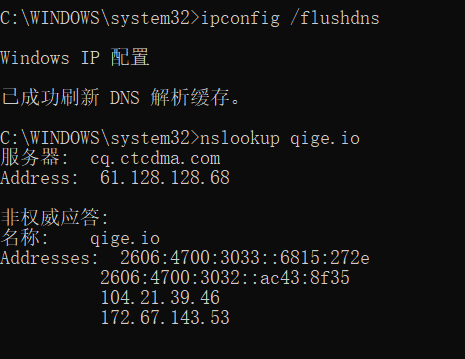 C:\WINDOWS\system32>ipconfig /flushdns
Windows IP 配置
已成功刷新 DNS 解析缓存。
C:\WINDOWS\system32>nslookup qige.io
服务器:  cq.ctcdma.com
Address:  61.128.128.68
非权威应答:
名称:    qige.io
Addresses:  2606:4700:3033::6815:272e
          2606:4700:3032::ac43:8f35
          104.21.39.46
          172.67.143.53